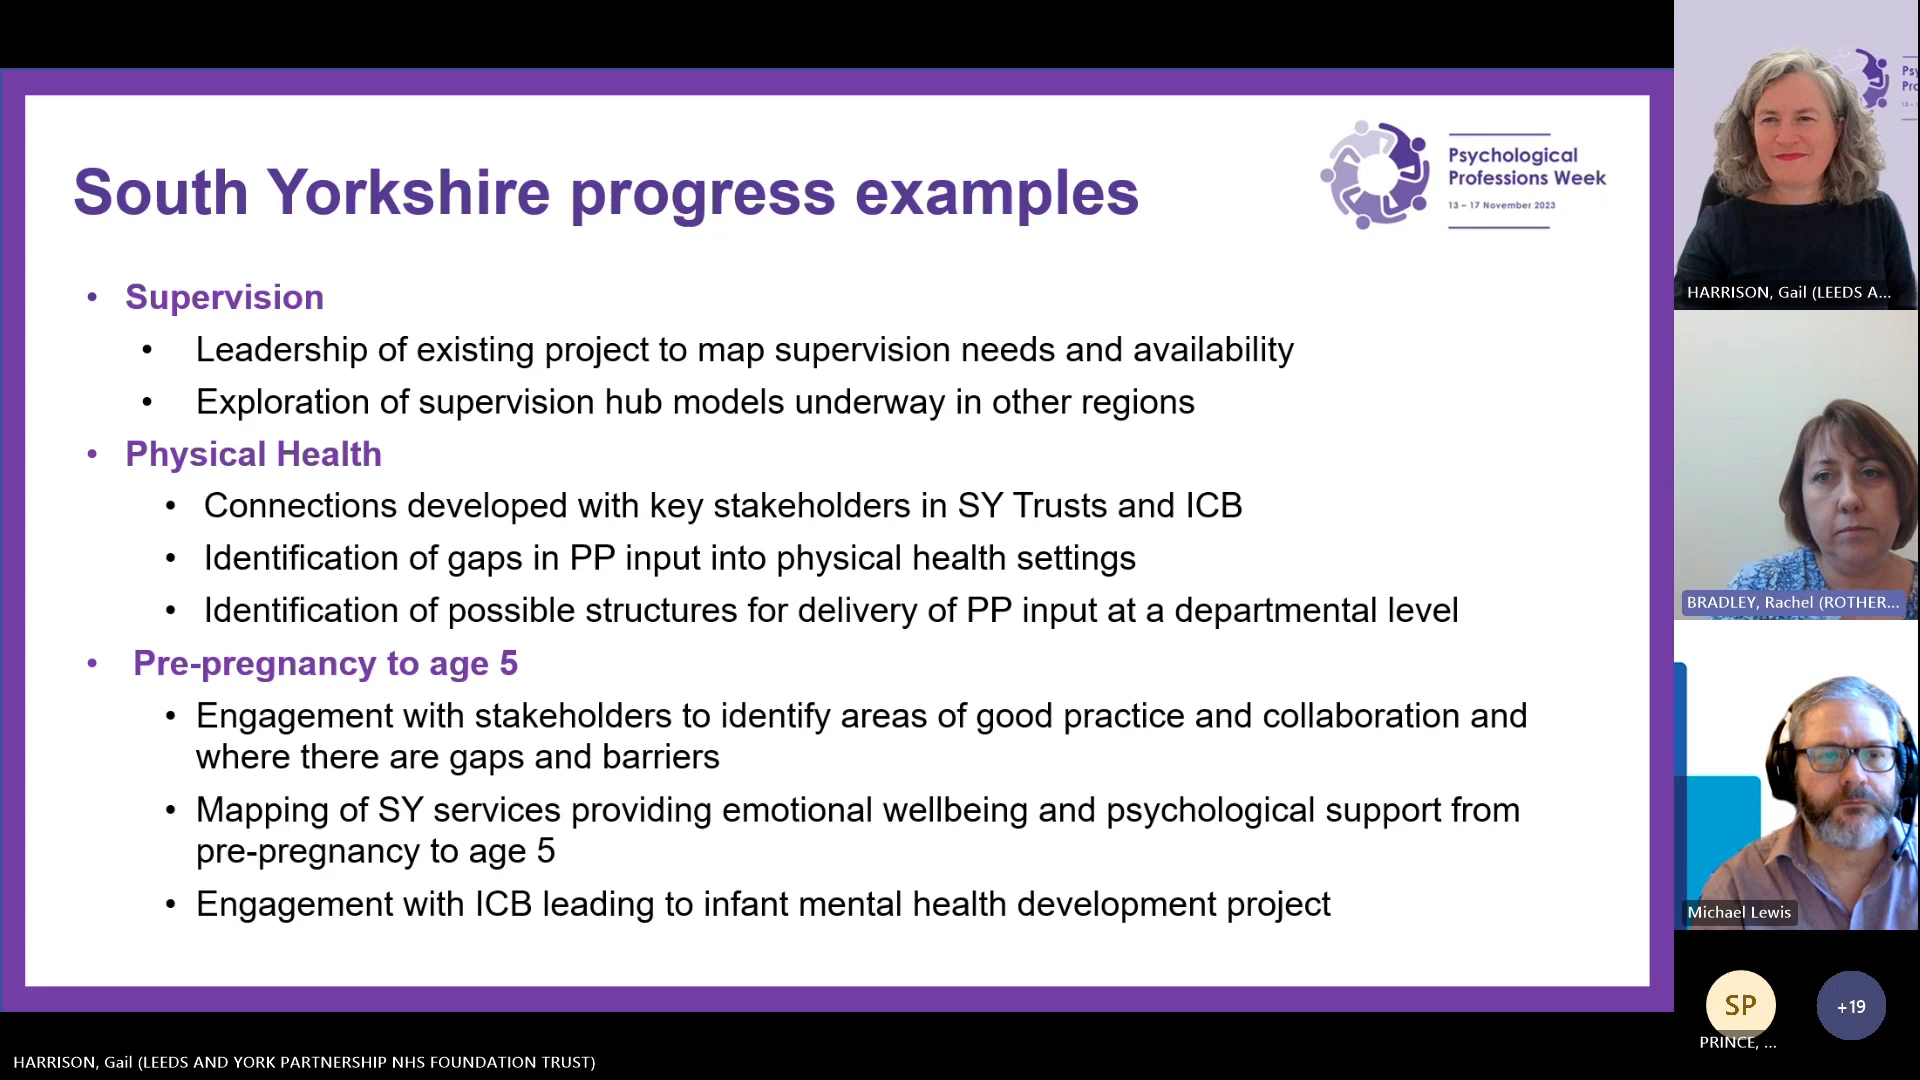 South Yorkshire progress examples
Psychological
Professions Week
13 – 17 November 2023
• Supervision
• Leadership of existing project to map supervision needs and availability
• Exploration of supervision hub models underway in other regions
• Physical Health
• Connections developed with key stakeholders in SY Trusts and ICB
• Identification of gaps in PP input into physical health settings
• Identification of possible structures for delivery of PP input at a departmental level
• Pre-pregnancy to age 5
• Engagement with stakeholders to identify areas of good practice and collaboration and
where there are gaps and barriers
• Mapping of SY services providing emotional wellbeing and psychological support from
pre-pregnancy to age 5
• Engagement with ICB leading to infant mental health development project
HARRISON, Gail (LEEDS A...
BRADLEY, Rachel (ROTHER...
Michael Lewis
SP
+19
PRINCE, ...
HARRISON, Gail (LEEDS AND YORK PARTNERSHIP NHS FOUNDATION TRUST)